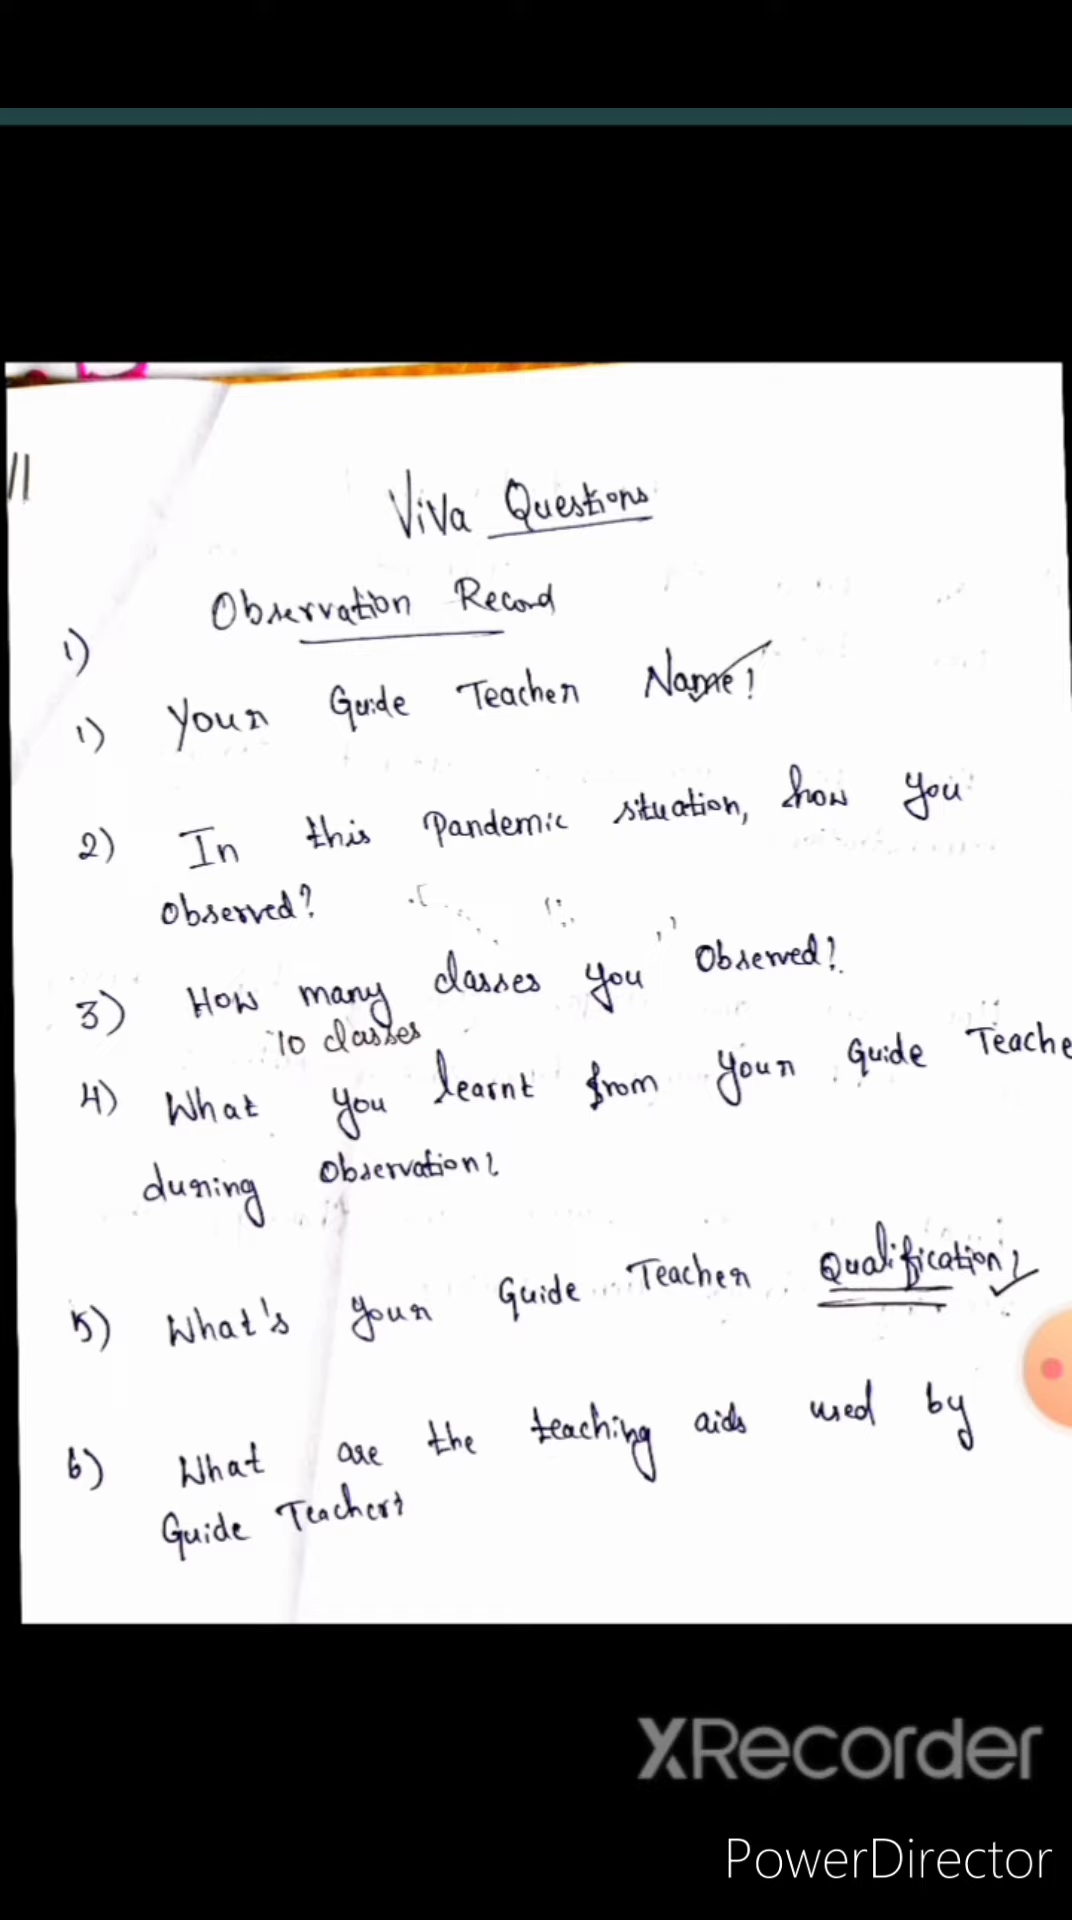 11
Viva Questions
Observation Record
1)
1) Your Guide Teacher Name?
2) In this Pandemic situation, how you
observed?
3) How many classes you Observed?
10 classes
4) What you learnt from your Guide Teache
during Observation?
5) What's your Guide Teacher Qualification?
6) What are the teaching aids used by
Guide Teacher?
XRecorder
PowerDirector